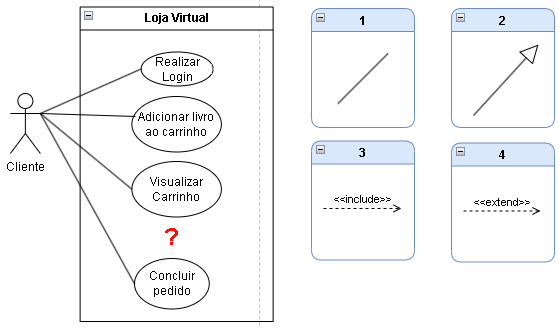 Loja Virtual
Realizar
Login
Adicionar livro
ao carrinho
Cliente
Visualizar
Carrinho
?
Concluir
pedido
1
2
3
<<include>>
4
<<extend>>